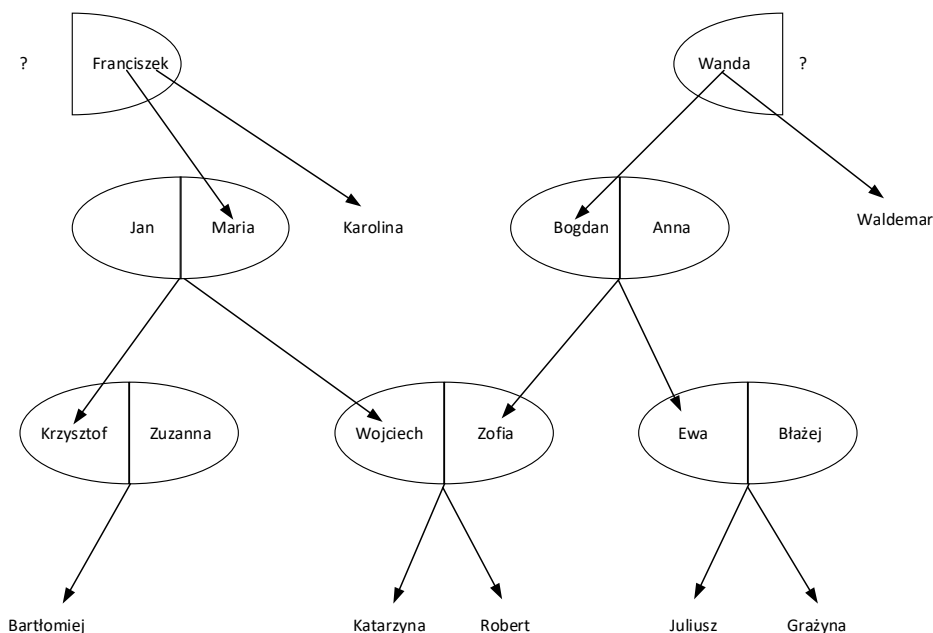 ? Franciszek Wanda ?
Jan Maria Karolina Bogdan Anna Waldemar
Krzysztof Zuzanna Wojciech Zofia Ewa Błażej
Bartłomiej Katarzyna Robert Juliusz Grażyna